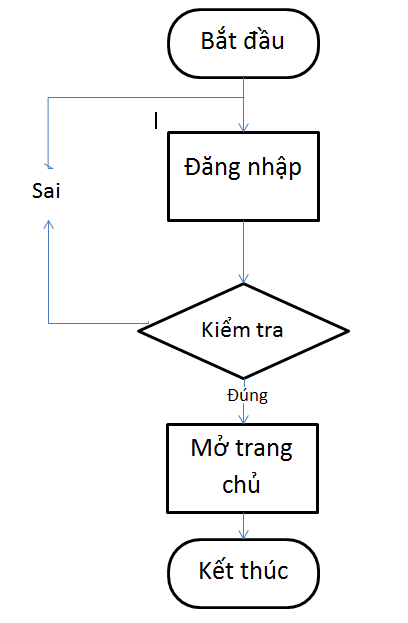 Bắt đầu
Đăng nhập
Sai
Kiểm tra
Đúng
Mở trang
chủ
Kết thúc